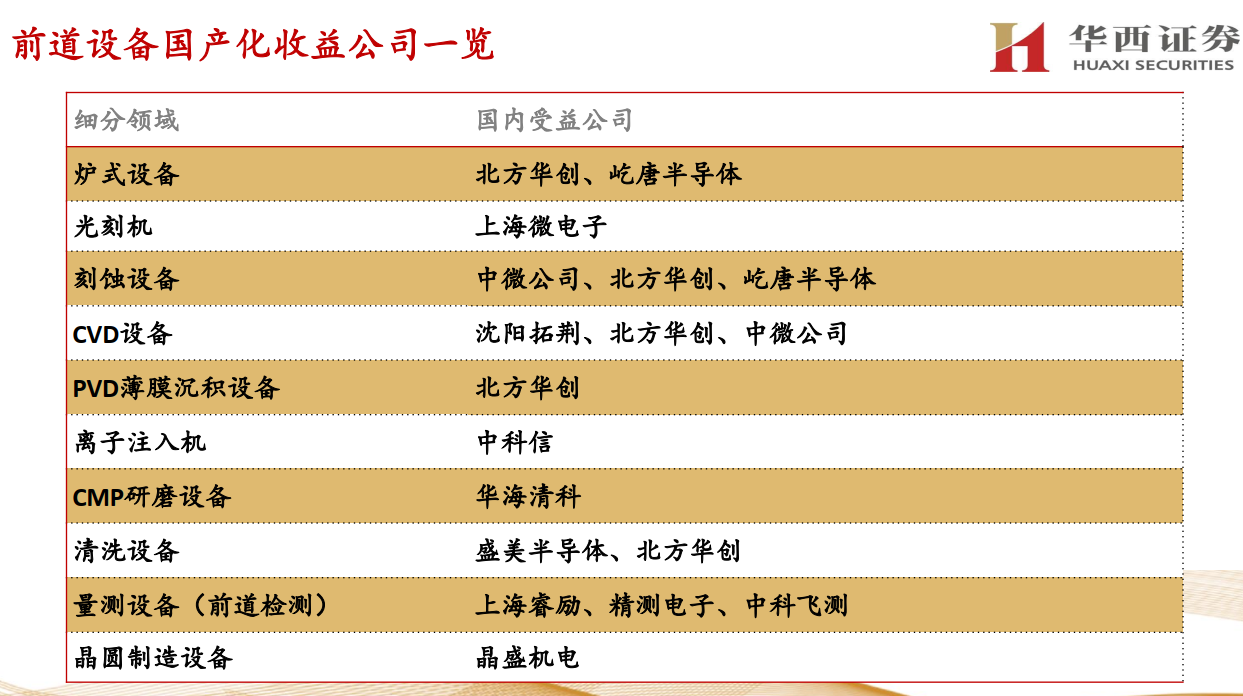 前道设备国产化收益公司一览
华西证券
HUAXI SECURITIES
细分领域 国内受益公司
炉式设备 北方华创、屹唐半导体
光刻机 上海微电子
刻蚀设备 中微公司、北方华创、屹唐半导体
CVD设备 沈阳拓荆、北方华创、中微公司
PVD薄膜沉积设备 北方华创
离子注入机 中科信
CMP研磨设备 华海清科
清洗设备 盛美半导体、北方华创
量测设备（前道检测） 上海睿励、精测电子、中科飞测
晶圆制造设备 晶盛机电